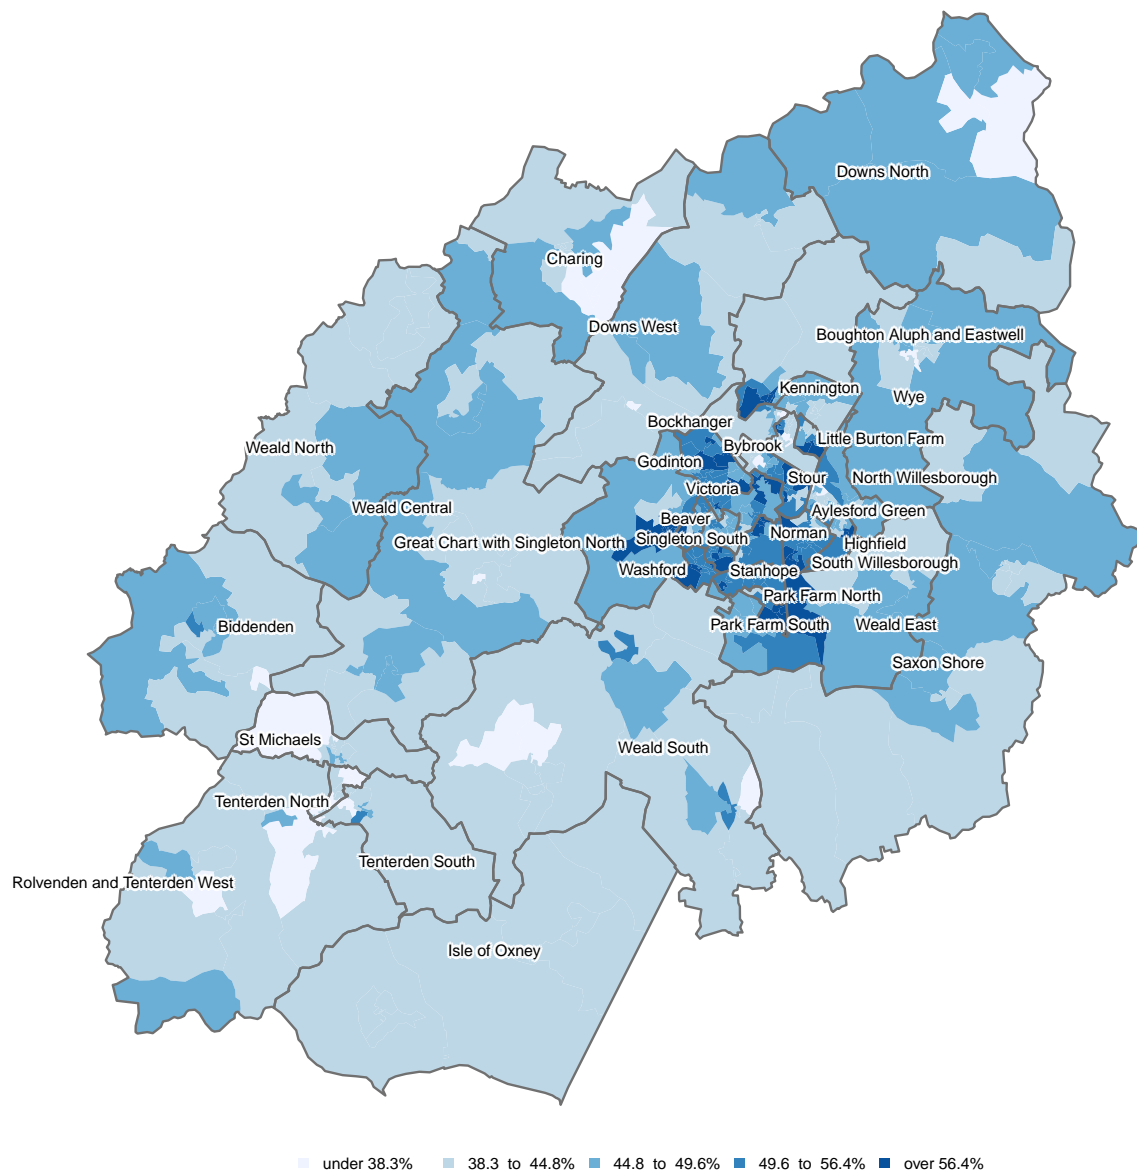 Downs North
Charing
Downs West
Boughton Aluph and Eastwell
Kennington
Wye
Bockhanger
Bybrook
Little Burton Farm
Weald North
Godinton
Stour
North Willesborough
Victoria
Weald Central
Beaver
Aylesford Green
Norman
Great Chart with Singleton North
Singleton South
Highfield
South Willesborough
Washford
Stanhope
Park Farm North
Biddenden
Park Farm South
Weald East
Saxon Shore
St Michaels
Weald South
Tenterden North
Tenterden South
Rolvenden and Tenterden West
Isle of Oxney
under 38.3% 38.3 to 44.8% 44.8 to 49.6% 49.6 to 56.4% over 56.4%